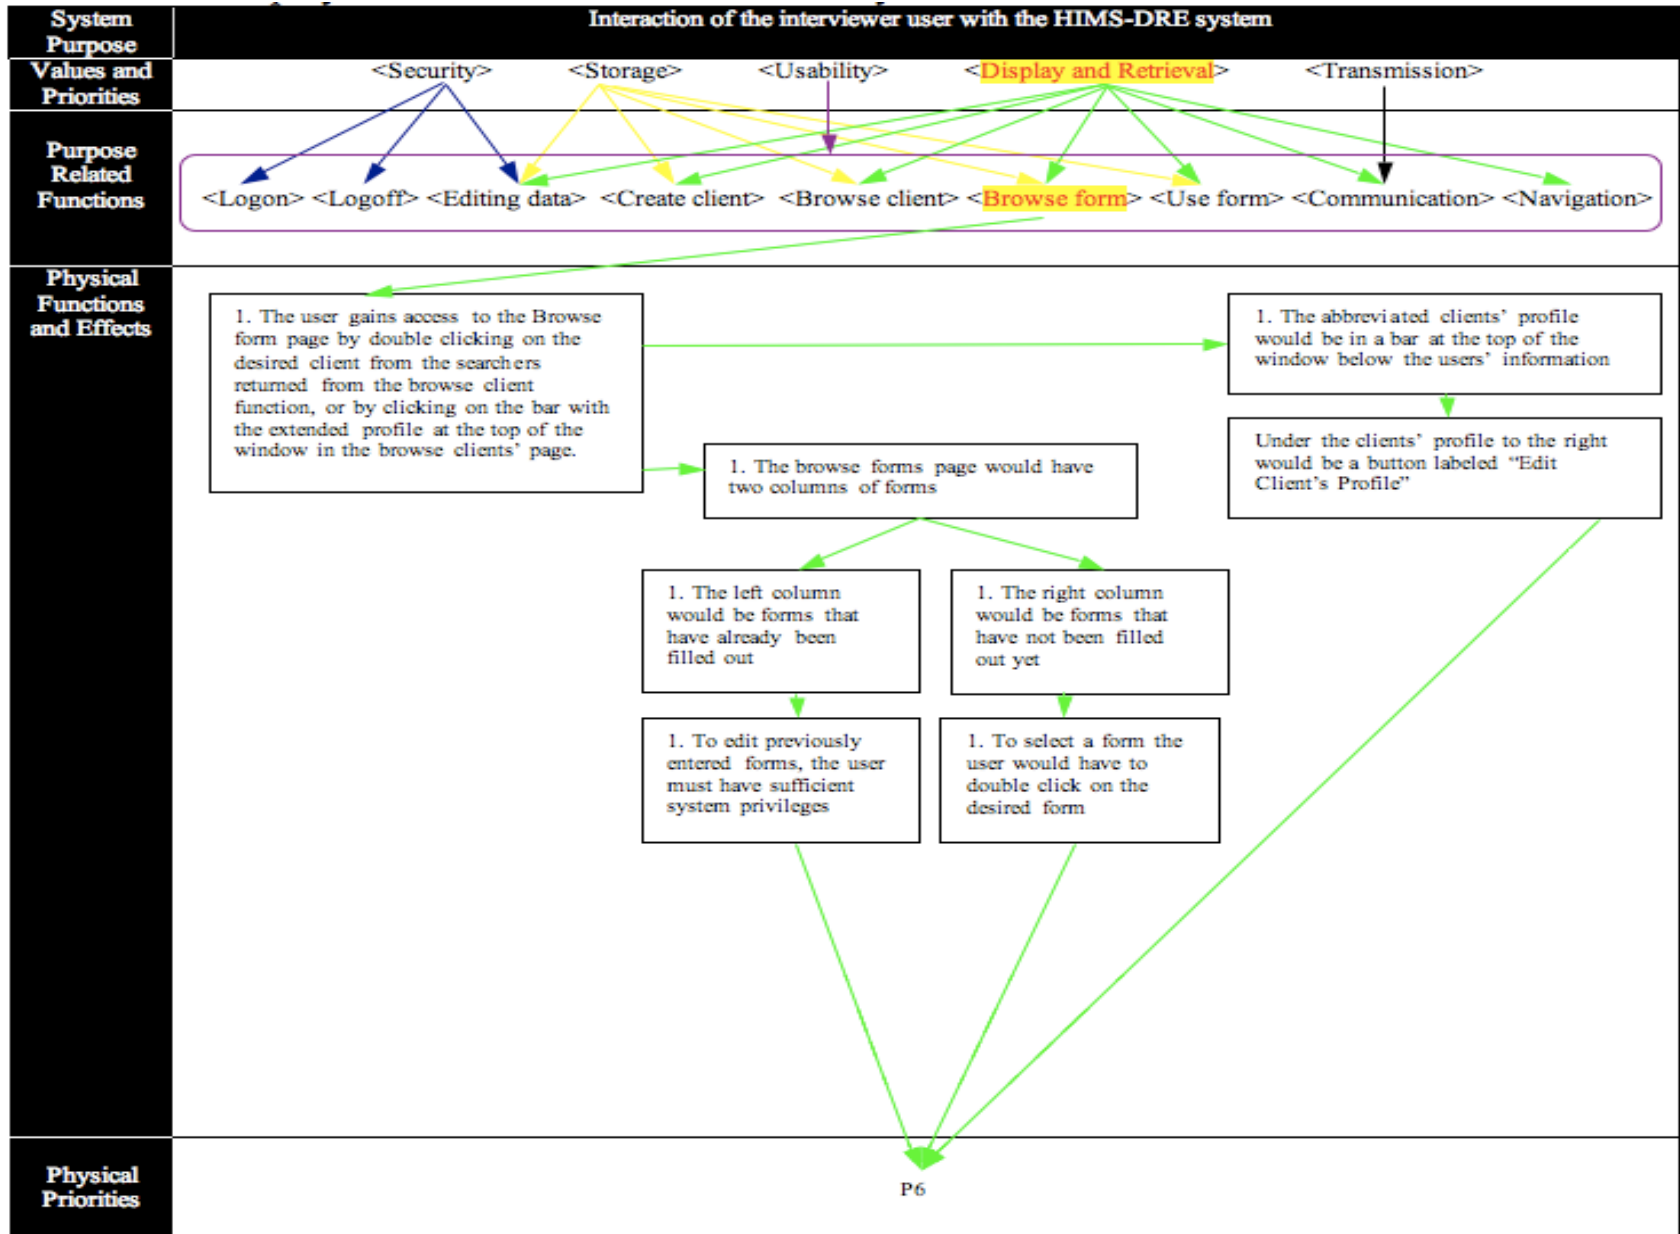 System
Purpose
Interaction of the interviewer user with the HIMS-DRE system
Values and
Priorities
<Security>
<Storage>
<Usability>
<Display and Retrieval>
<Transmission>
Purpose
Related
Functions
<Logon> <Logoff> <Editing data> <Create client> <Browse client> <Browse form> <Use form> <Communication> <Navigation>
Physical
Functions
and Effects
1. The user gains access to the Browse
form page by double clicking on the
desired client from the searchers
returned from the browse client
function, or by clicking on the bar with
the extended profile at the top of the
window in the browse clients' page.
1. The abbreviated clients' profile
would be in a bar at the top of the
window below the users' information
Under the clients' profile to the right
would be a button labeled “Edit
Client's Profile”
1. The browse forms page would have
two columns of forms
1. The left column
would be forms that
have already been
filled out
1. The right column
would be forms that
have not been filled
out yet
1. To edit previously
entered forms, the user
must have sufficient
system privileges
1. To select a form the
user would have to
double click on the
desired form
Physical
Priorities
P6